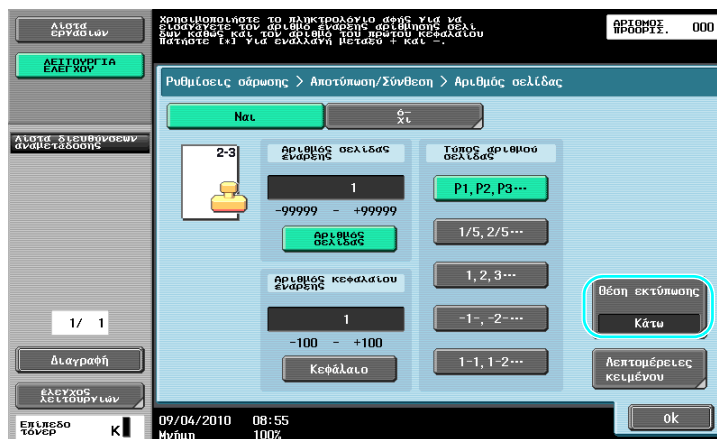 Λίστα
εργασιών
Χρησιμοποιήστε το πληκτρολόγιο αφής για να
εισαγάγετε τον αριθμό έναρξης αρίθμησης σελί
δων καθώς και τον αριθμό του πρώτου κεφαλαίου
Πατήστε [*] για εναλλαγή μεταξύ + και -.
ΑΡΙΘΜΟΣ
ΠΡΟΟΡΙΣ. 000
ΛΕΙΤΟΥΡΓΙΑ
ΕΛΕΓΧΟΥ
Ρυθμίσεις σάρωσης > Αποτύπωση/Σύνθεση > Αριθμός σελίδας
Ναι
ό-
χι
Λίστα διευθύνσεων
αναμετάδοσης
2-3
Αριθμός σελίδας
έναρξης
1
-99999 - +99999
Αριθμός
σελίδας
Τύπος αριθμού
σελίδας
P1, P2, P3···
1/5, 2/5···
1, 2, 3···
-1-, -2-···
1-1, 1-2···
Αριθμός κεφαλαίου
έναρξης
1
-100 - +100
Κεφάλαιο
Θέση εκτύπωσης
Κάτω
Λεπτομέρειες
κειμένου
1/ 1
Διαγραφή
έλεγχος
λειτουργιών
Επίπεδο
τόνερ K
09/04/2010 08:55
Μνήμη 100%
ok